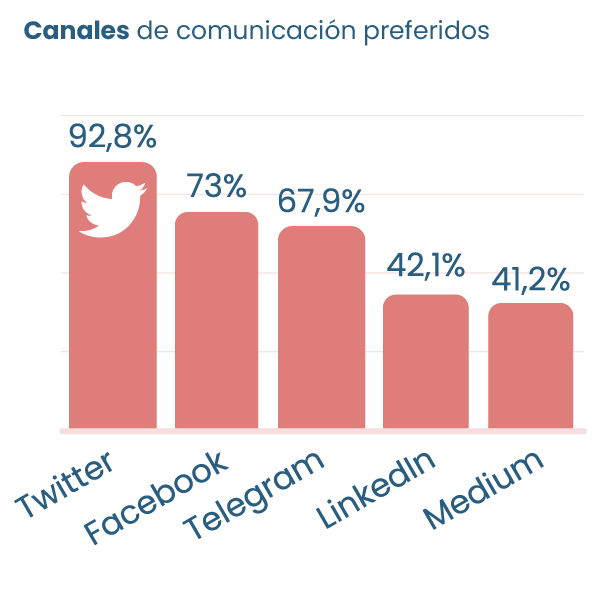 Canales de comunicación preferidos
92,8%
73%
67,9%
42,1%
41,2%
Twitter
Facebook
Telegram
LinkedIn
Medium